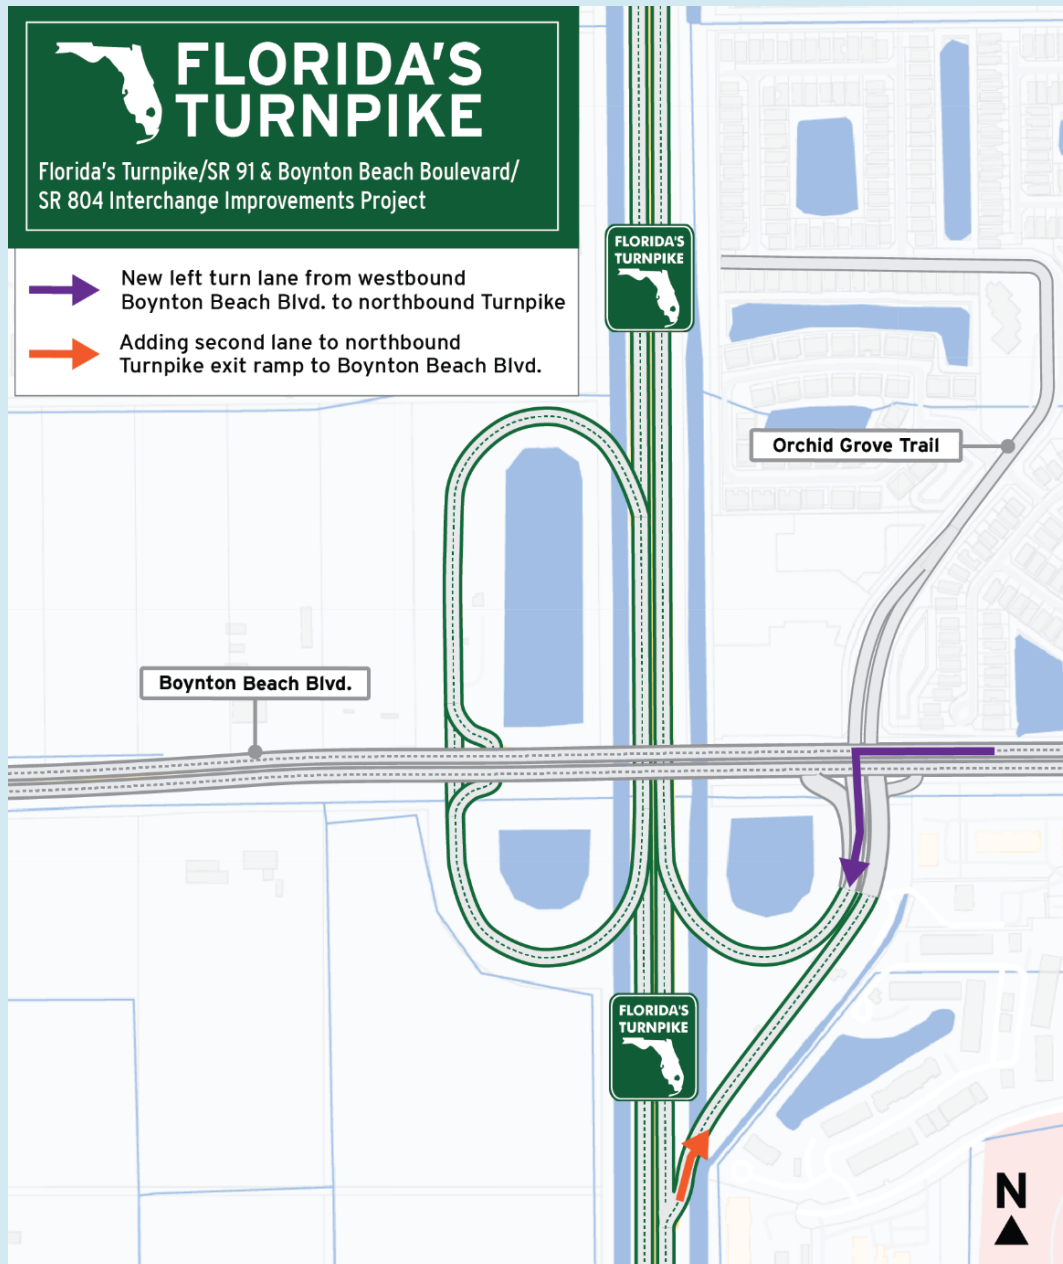 FLORIDA'S
TURNPIKE
Florida's Turnpike/SR 91 & Boynton Beach Boulevard/
SR 804 Interchange Improvements Project
New left turn lane from westbound
Boynton Beach Blvd. to northbound Turnpike
Adding second lane to northbound
Turnpike exit ramp to Boynton Beach Blvd.
FLORIDA'S
TURNPIKE
Orchid Grove Trail
Boynton Beach Blvd.
FLORIDA'S
TURNPIKE
N